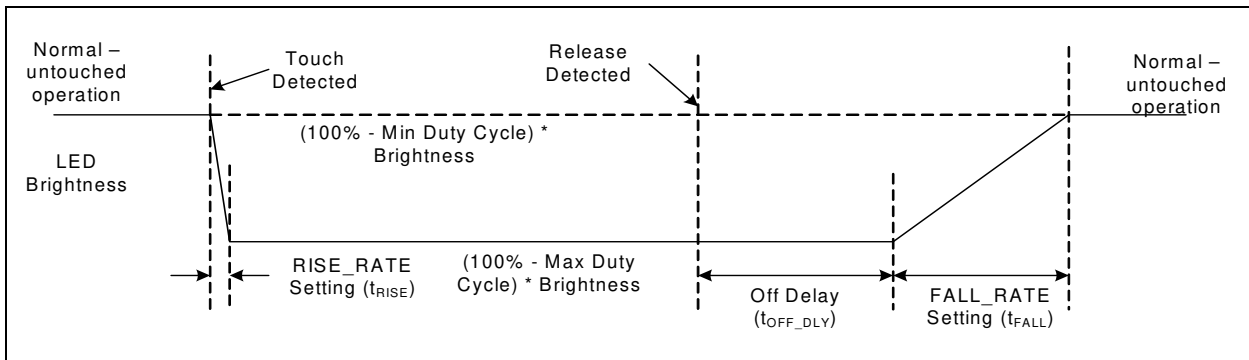 Normal –
untouched
operation
Touch
Detected
Release
Detected
Normal –
untouched
operation
(100% - Min Duty Cycle) *
Brightness
LED
Brightness
RISE_RATE
Setting (tRISE)
(100% - Max Duty
Cycle) * Brightness
Off Delay
(tOFF_DLY)
FALL_RATE
Setting (tFALL)